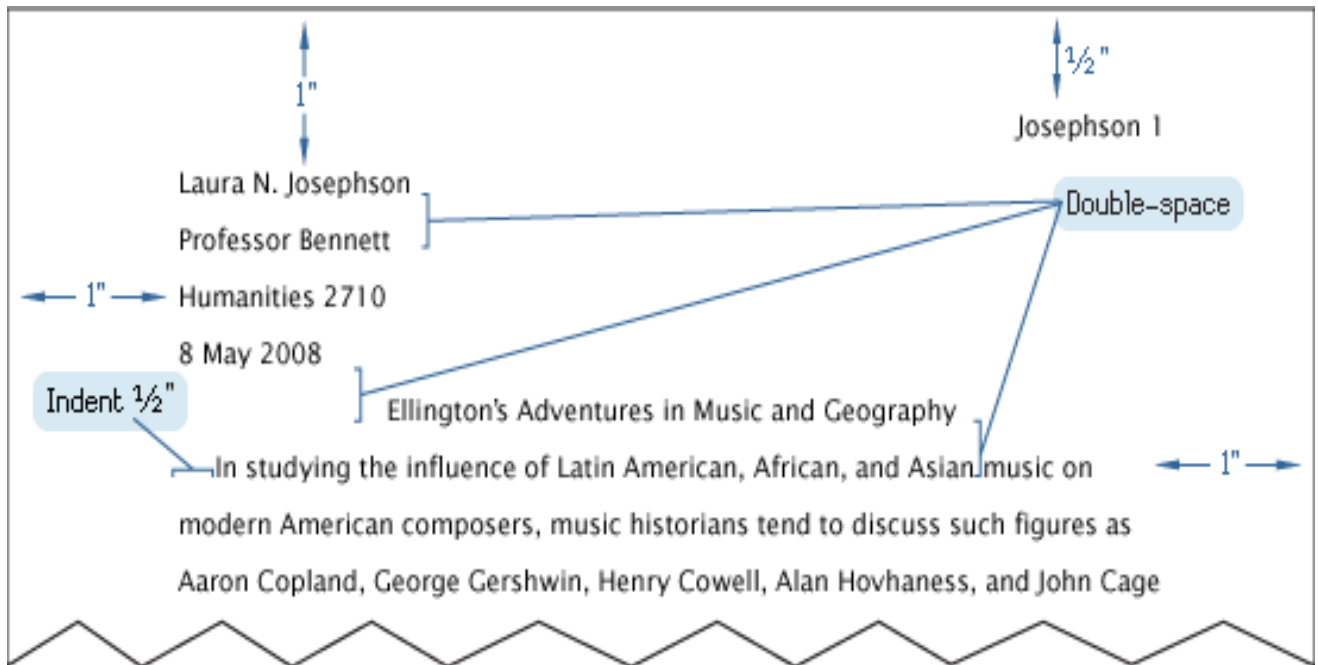 1"
½"
Josephson 1
Laura N. Josephson
Double-space
Professor Bennett
1"
Humanities 2710
8 May 2008
Indent ½"
Ellington's Adventures in Music and Geography
In studying the influence of Latin American, African, and Asian music on
1"
modern American composers, music historians tend to discuss such figures as
Aaron Copland, George Gershwin, Henry Cowell, Alan Hovhaness, and John Cage